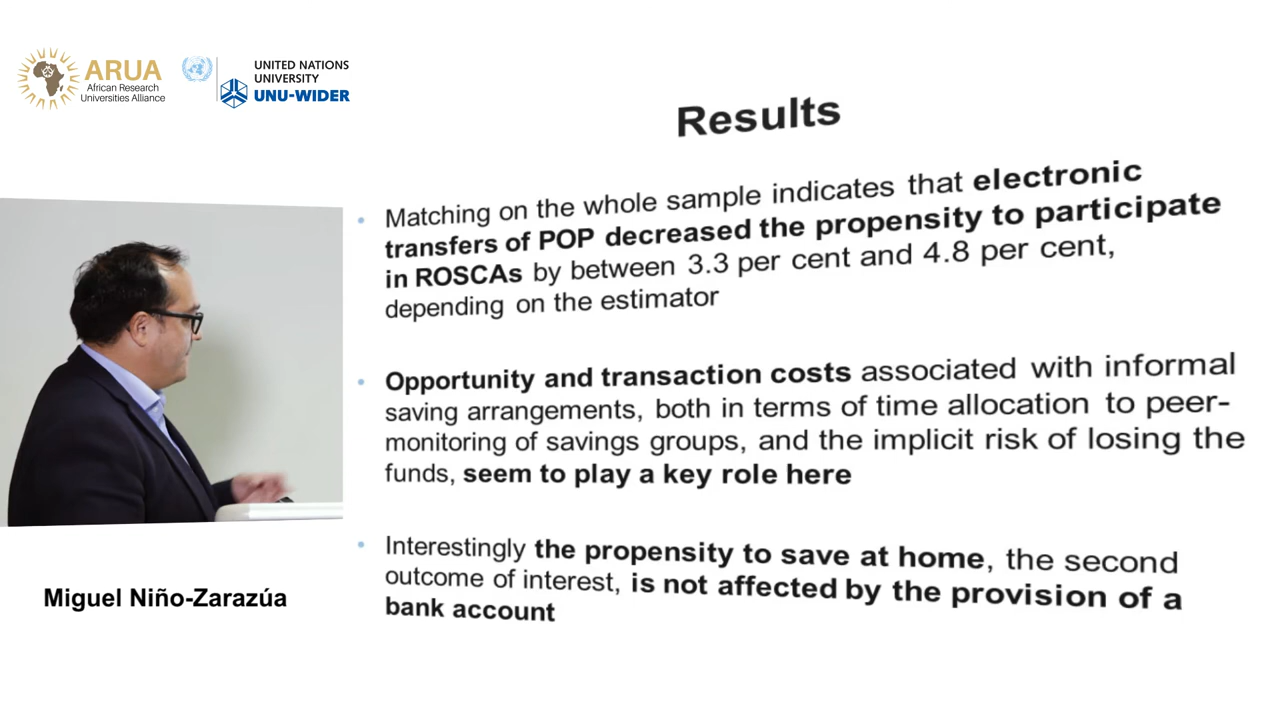 ARUA
African Research
Universities Alliance
UNITED NATIONS
UNIVERSITY
UNU-WIDER
Results
Matching on the whole sample indicates that electronic
transfers of POP decreased the propensity to participate
in ROSCAs by between 3.3 per cent and 4.8 per cent,
depending on the estimator
Opportunity and transaction costs associated with informal
saving arrangements, both in terms of time allocation to peer-
monitoring of savings groups, and the implicit risk of losing the
funds, seem to play a key role here
Interestingly the propensity to save at home, the second
outcome of interest, is not affected by the provision of a
bank account
Miguel Niño-Zarazúa